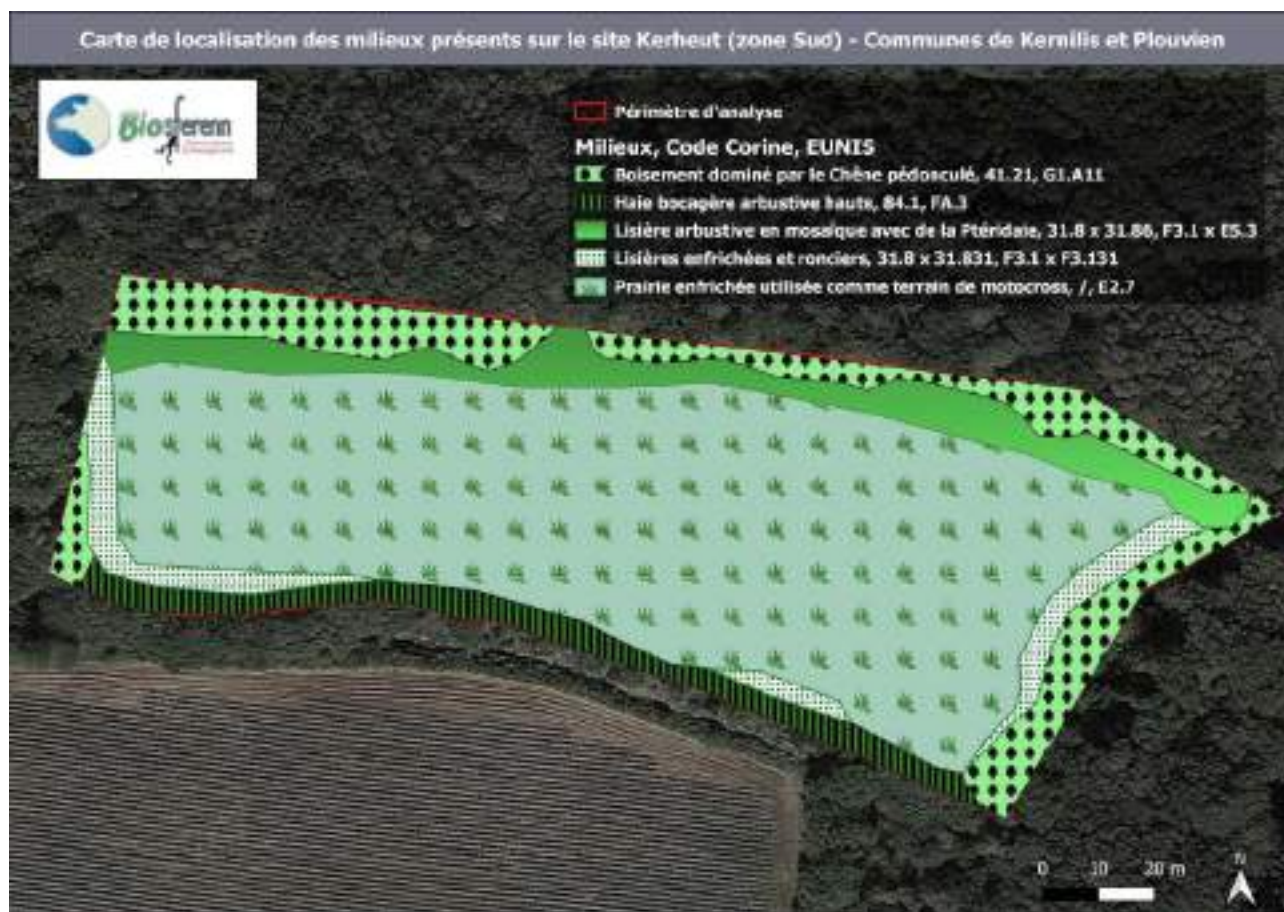 Carte de localisation des milieux présents sur le site Kerheut (zone Sud) - Communes de Kernilis et Plouvien
Biosferenn
Périmètre d'analyse
Milieux, Code Corine, EUNIS
Boisement dominé par le Chêne pédonculé, 41.21, G1.A11
Haie bocagère arbustive haute, 84.1, FA.3
Lisière arbustive en mosaïque avec de la Ptéridaie, 31.8 x 31.86, F3.1 x E5.3
Lisières enfrichées et ronciers, 31.8 x 31.831, F3.1 x F3.131
Prairie enfrichée utilisée comme terrain de motocross, /, E2.7
0 10 20 m
N